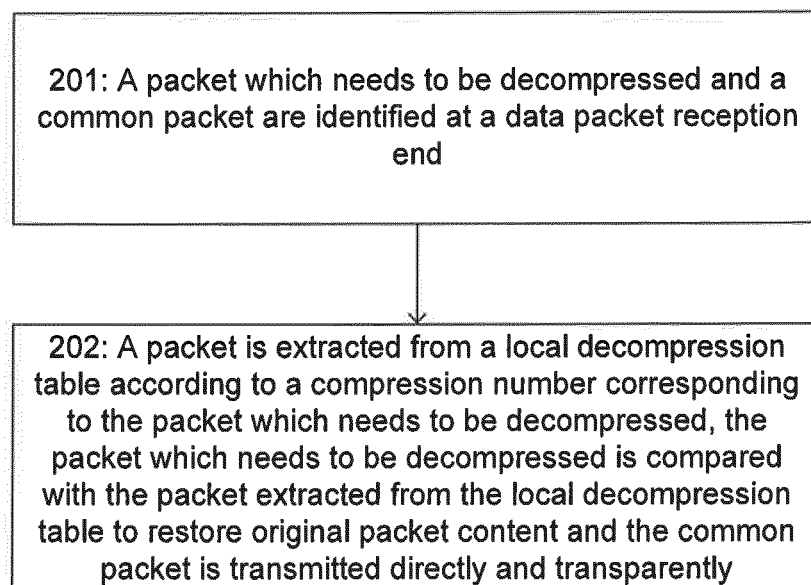 201: A packet which needs to be decompressed and a
common packet are identified at a data packet reception
end
202: A packet is extracted from a local decompression
table according to a compression number corresponding
to the packet which needs to be decompressed, the
packet which needs to be decompressed is compared
with the packet extracted from the local decompression
table to restore original packet content and the common
packet is transmitted directly and transparently